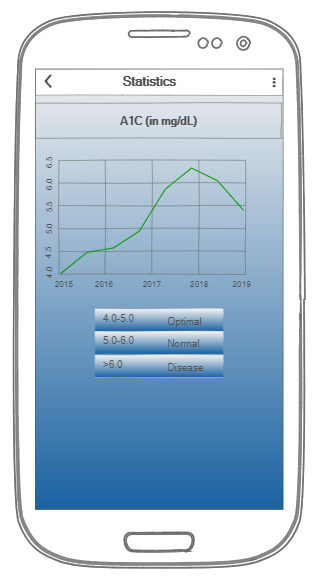 Statistics
A1C (in mg/dL)
6.5
6.0
5.5
5.0
4.5
4.0
2015 2016 2017 2018 2019
4.0-5.0 Optimal
5.0-6.0 Normal
>6.0 Disease